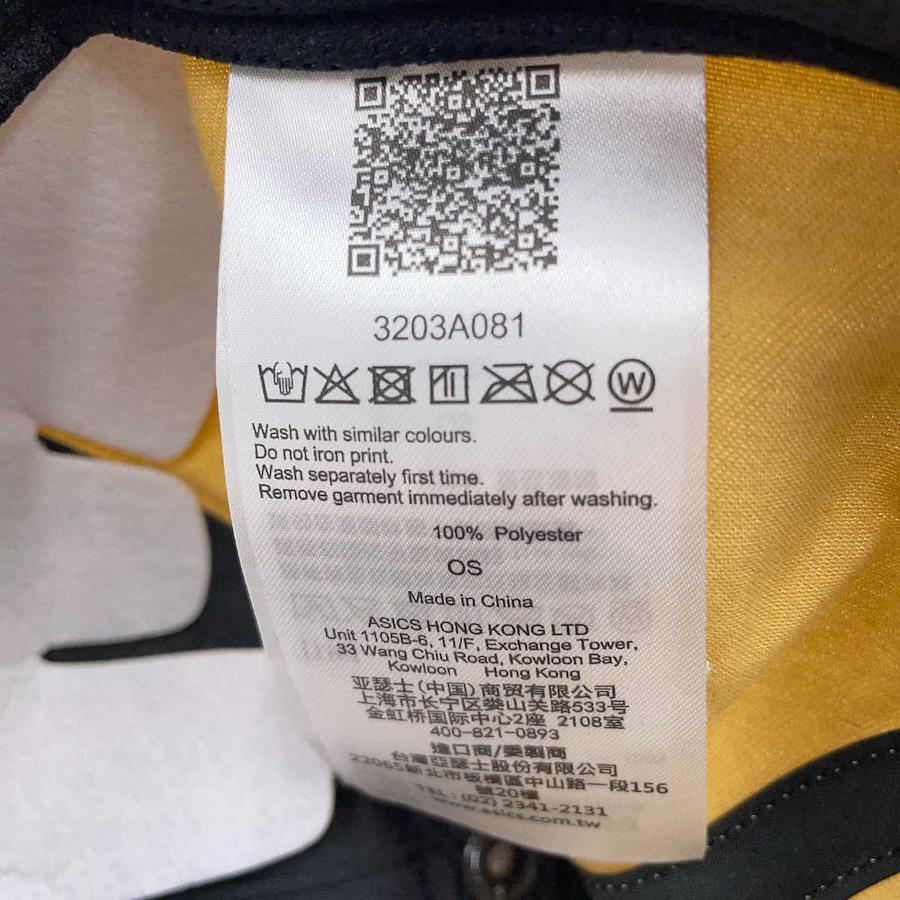 3203A081
W
Wash with similar colours.
Do not iron print.
Wash separately first time.
Remove garment immediately after washing.
100% Polyester
OS
Made in China
ASICS HONG KONG LTD
Unit 1105B-6, 11/F, Exchange Tower,
33 Wang Chiu Road, Kowloon Bay,
Kowloon Hong Kong
亚瑟士(中国)商贸有限公司
上海市长宁区娄山关路533号
金虹桥国际中心2座 2108室
400-821-0893
進口商/委製商
台灣亞瑟士股份有限公司
22065新北市板橋區中山路一段156
號20樓
TEL:(02) 2341-2131
www.asics.com.tw